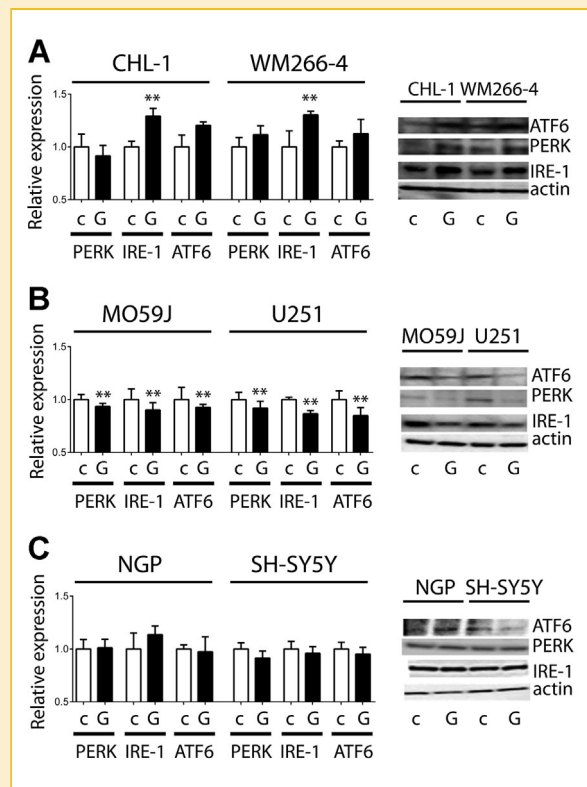 A
CHL-1 WM266-4
Relative expression
1.5
1.0
0.5
** **
c G c G c G c G c G c G
PERK IRE-1 ATF6 PERK IRE-1 ATF6
CHL-1 WM266-4
ATF6
PERK
IRE-1
actin
c G c G
B
MO59J U251
Relative expression
1.5
1.0
0.5
** ** ** ** ** **
c G c G c G c G c G c G
PERK IRE-1 ATF6 PERK IRE-1 ATF6
MO59J U251
ATF6
PERK
IRE-1
actin
c G c G
C
NGP SH-SY5Y
Relative expression
1.5
1.0
0.5
c G c G c G c G c G c G
PERK IRE-1 ATF6 PERK IRE-1 ATF6
NGP SH-SY5Y
ATF6
PERK
IRE-1
actin
c G c G